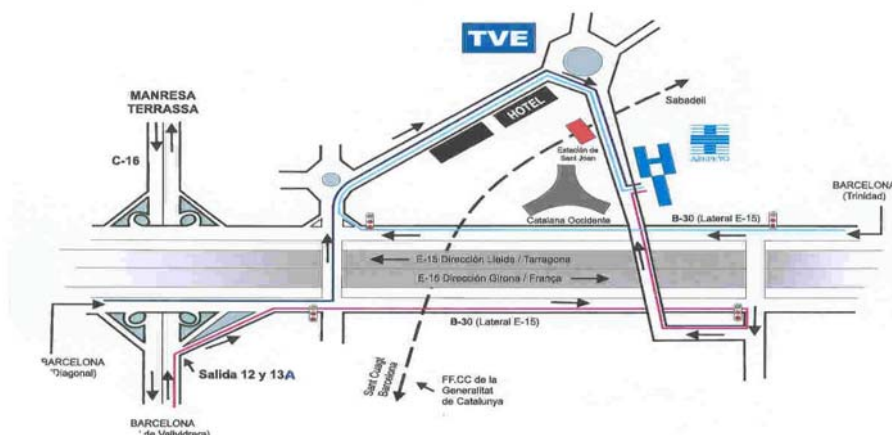 TVE
MANRESA
TERRASSA
C-16
HOTEL
Sabadell
Estación de
Sant Joan
Catalana Occidente
BARCELONA
(Trinidad)
B-30 (Lateral E-15)
E-15 Dirección Lleida / Tarragona
E-15 Dirección Girona / França
B-30 (Lateral E-15)
BARCELONA
(Diagonal)
Salida 12 y 13A
Sant Cugat
Barcelona
FF.CC de la
Generalitat
de Catalunya
BARCELONA
de Vallvidrera)